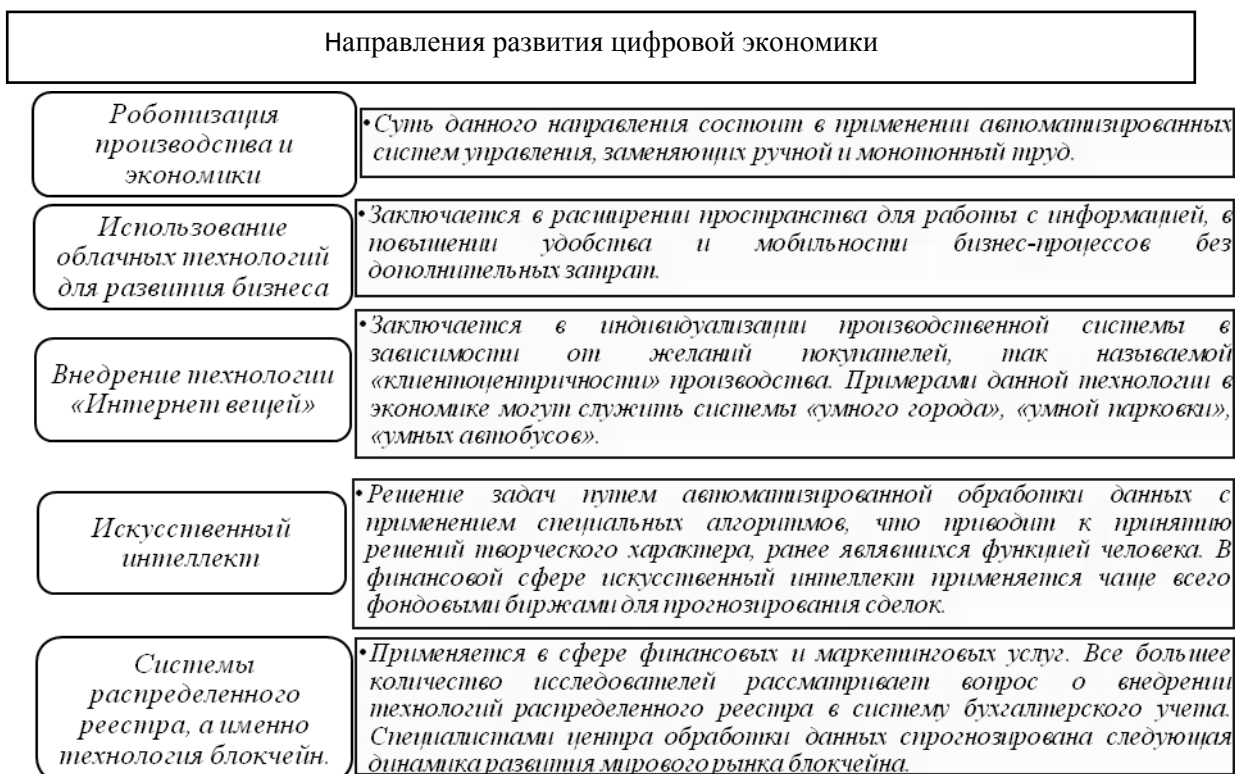 Направления развития цифровой экономики
Роботизация
производства и
экономики
•Суть данного направления состоит в применении автоматизированных
систем управления, заменяющих ручной и монотонный труд.
Использование
облачных технологий
для развития бизнеса
•Заключается в расширении пространства для работы с информацией, в
повышении удобства и мобильности бизнес-процессов без
дополнительных затрат.
Внедрение технологии
«Интернет вещей»
•Заключается в индивидуализации производственной системы в
зависимости от желаний покупателей, так называемой
«клиентоцентричности» производства. Примерами данной технологии в
экономике могут служить системы «умного города», «умной парковки»,
«умных автобусов».
Искусственный
интеллект
•Решение задач путем автоматизированной обработки данных с
применением специальных алгоритмов, что приводит к принятию
решений творческого характера, ранее являвшихся функцией человека. В
финансовой сфере искусственный интеллект применяется чаще всего
фондовыми биржами для прогнозирования сделок.
Системы
распределенного
реестра, а именно
технология блокчейн.
•Применяется в сфере финансовых и маркетинговых услуг. Все большее
количество исследователей рассматривает вопрос о внедрении
технологий распределенного реестра в систему бухгалтерского учета.
Специалистами центра обработки данных спрогнозирована следующая
динамика развития мирового рынка блокчейна.